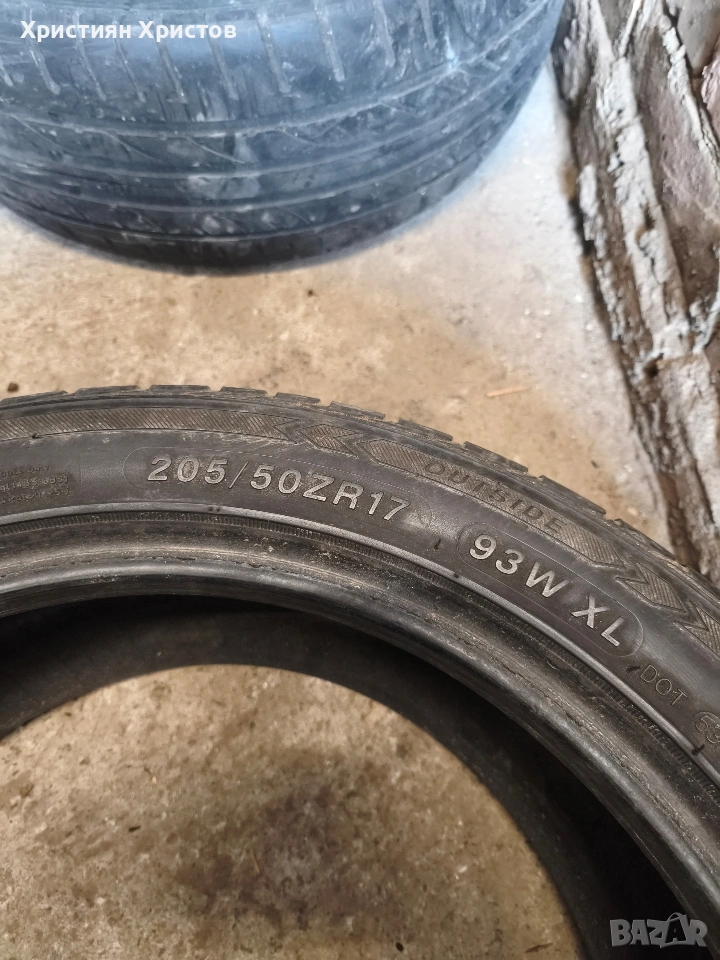 Християн Христов
OUTSIDE
205/50ZR17
93W XL
DOT
BAZAR